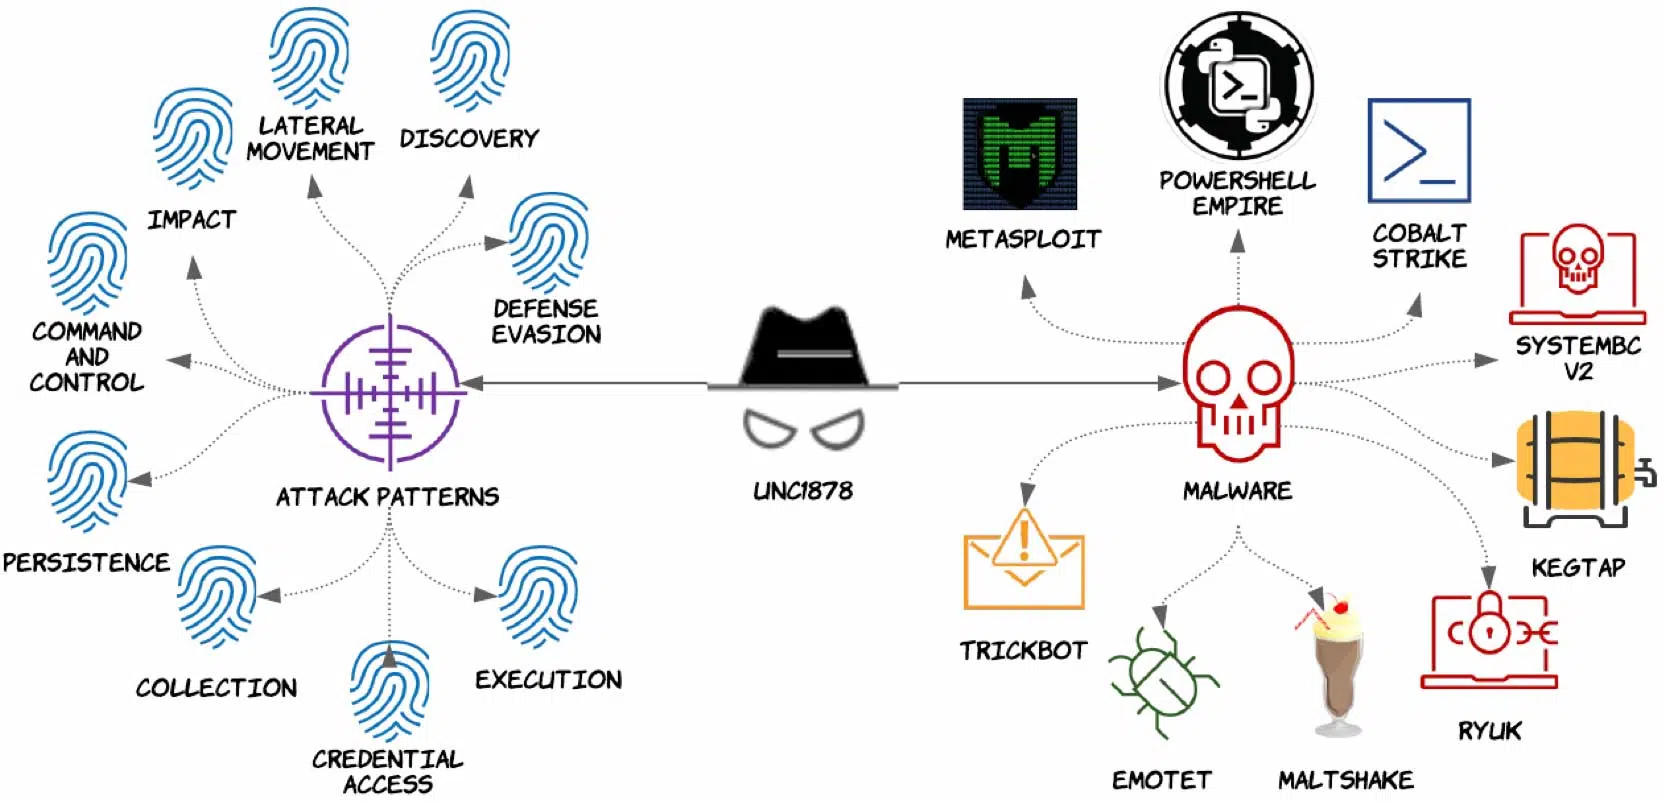 LATERAL
MOVEMENT
DISCOVERY
IMPACT
DEFENSE
EVASION
COMMAND
AND
CONTROL
ATTACK PATTERNS
PERSISTENCE
COLLECTION
EXECUTION
CREDENTIAL
ACCESS
UNC1878
POWERSHELL
EMPIRE
METASPLOIT
COBALT
STRIKE
SYSTEMBC
V2
MALWARE
KEGTAP
TRICKBOT
RYUK
EMOTET
MALTSHAKE